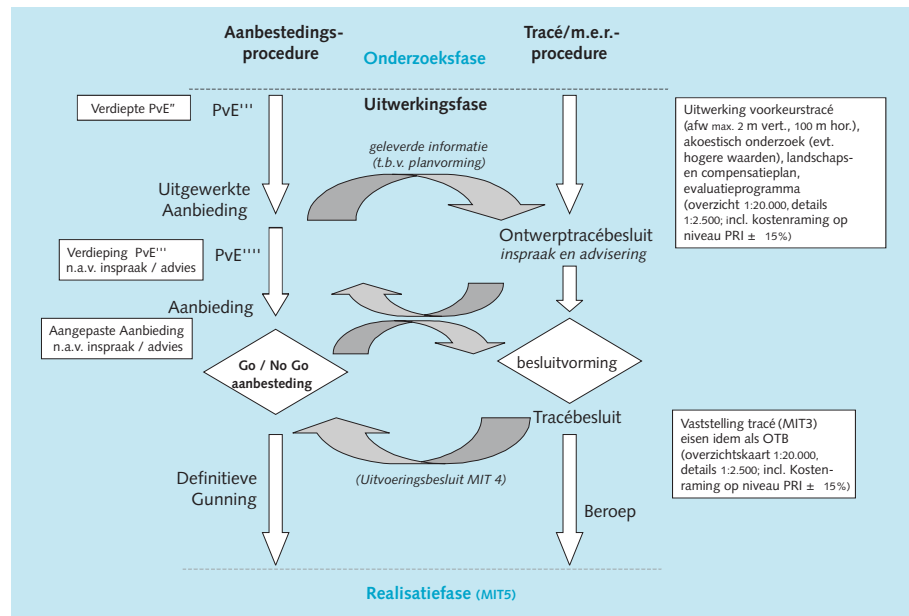 Aanbestedings-
procedure
Tracé/m.e.r.-
procedure
Onderzoeksfase
Verdiepte PvE"
PvE'''
Uitwerkingsfase
geleverde informatie
(t.b.v. planvorming)
Uitwerking voorkeurstracé
(afw max. 2 m vert., 100 m hor.),
akoestisch onderzoek (evt.
hogere waarden), landschaps-
en compensatieplan,
evaluatieprogramma
(overzicht 1:20.000, details
1:2.500; incl. kostenraming op
niveau PRI ± 15%)
Uitgewerkte
Aanbieding
Ontwerptracébesluit
inspraak en advisering
Verdieping PvE'''
n.a.v. inspraak / advies
PvE''''
Aanbieding
Aangepaste Aanbieding
n.a.v. inspraak / advies
Go / No Go
aanbesteding
besluitvorming
Tracébesluit
Vaststelling tracé (MIT3)
eisen idem als OTB
(overzichtskaart 1:20.000,
details 1:2.500; incl. Kosten-
raming op niveau PRI ± 15%)
Definitieve
Gunning
(Uitvoeringsbesluit MIT 4)
Beroep
Realisatiefase (MIT5)